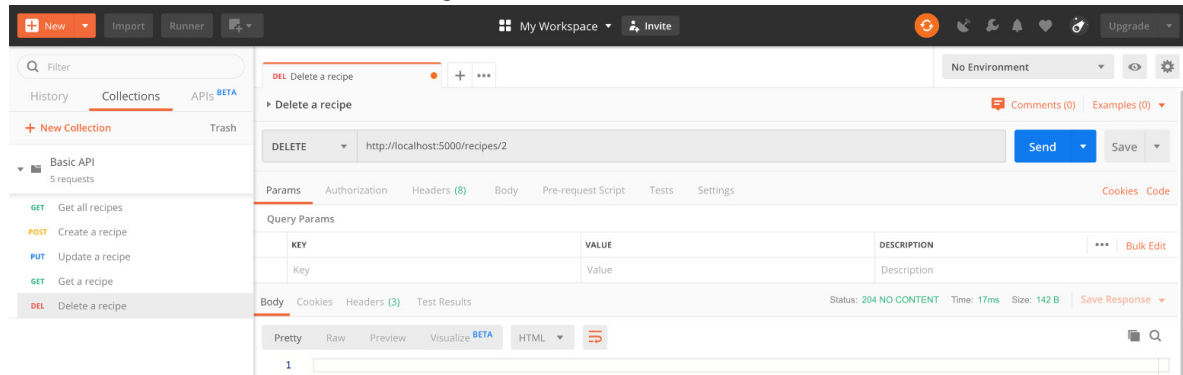 New Import Runner My Workspace Invite Upgrade
Filter
History Collections APIs BETA
+ New Collection Trash
Basic API
5 requests
GET Get all recipes
POST Create a recipe
PUT Update a recipe
GET Get a recipe
DEL Delete a recipe
DEL Delete a recipe + ••• No Environment
Delete a recipe Comments (0) Examples (0)
DELETE http://localhost:5000/recipes/2 Send Save
Params Authorization Headers (8) Body Pre-request Script Tests Settings Cookies Code
Query Params
KEY VALUE DESCRIPTION ••• Bulk Edit
Key Value Description
Body Cookies Headers (3) Test Results Status: 204 NO CONTENT Time: 17ms Size: 142 B Save Response
Pretty Raw Preview Visualize BETA HTML
1